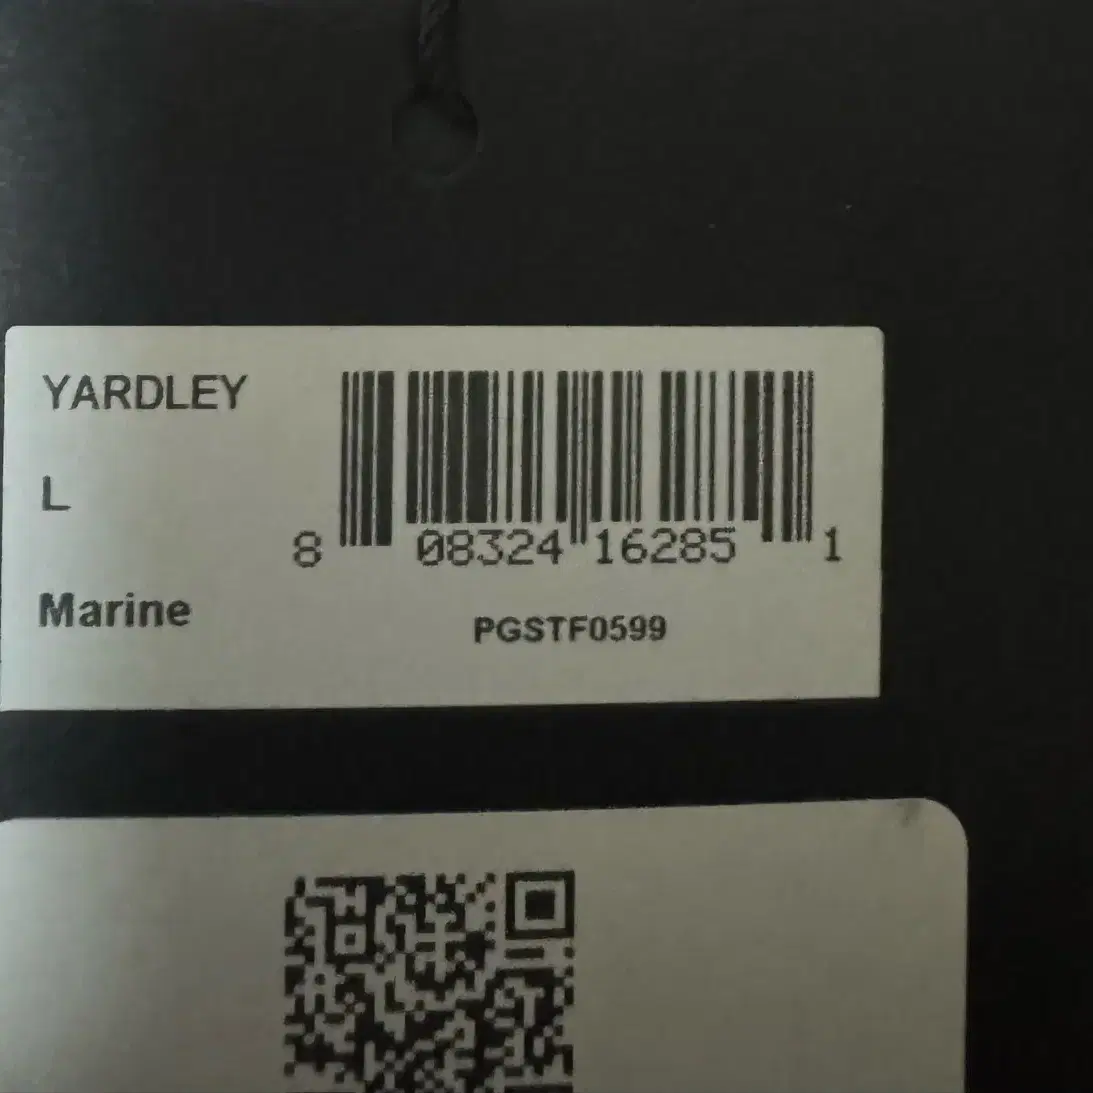 YARDLEY
L
8 08324 16285 1
Marine
PGSTF0599